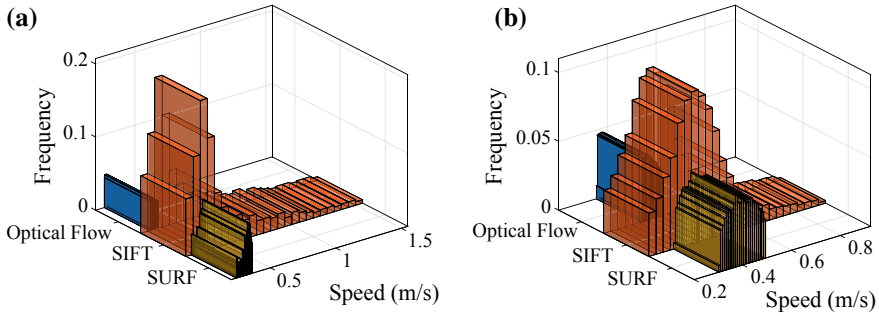 (a)
Frequency
0.2
0.1
0
Optical Flow
SIFT
SURF
0.5
1
1.5
Speed (m/s)
(b)
Frequency
0.1
0.05
0
Optical Flow
SIFT
SURF
0.2
0.4
0.6
0.8
Speed (m/s)